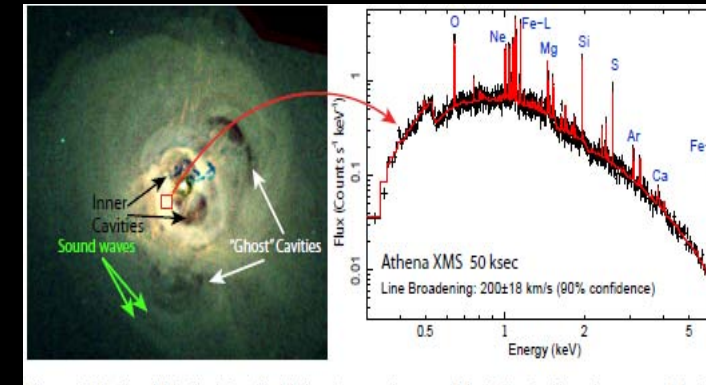 Inner
Cavities
Sound waves
"Ghost" Cavities
Flux (Counts s⁻¹ keV⁻¹)
1
0.1
0.01
O
Ne
Fe-L
Mg
Si
S
Ar
Ca
Fe-
Athena XMS 50 ksec
Line Broadening: 200±18 km/s (90% confidence)
0.5
1
2
5
Energy (keV)